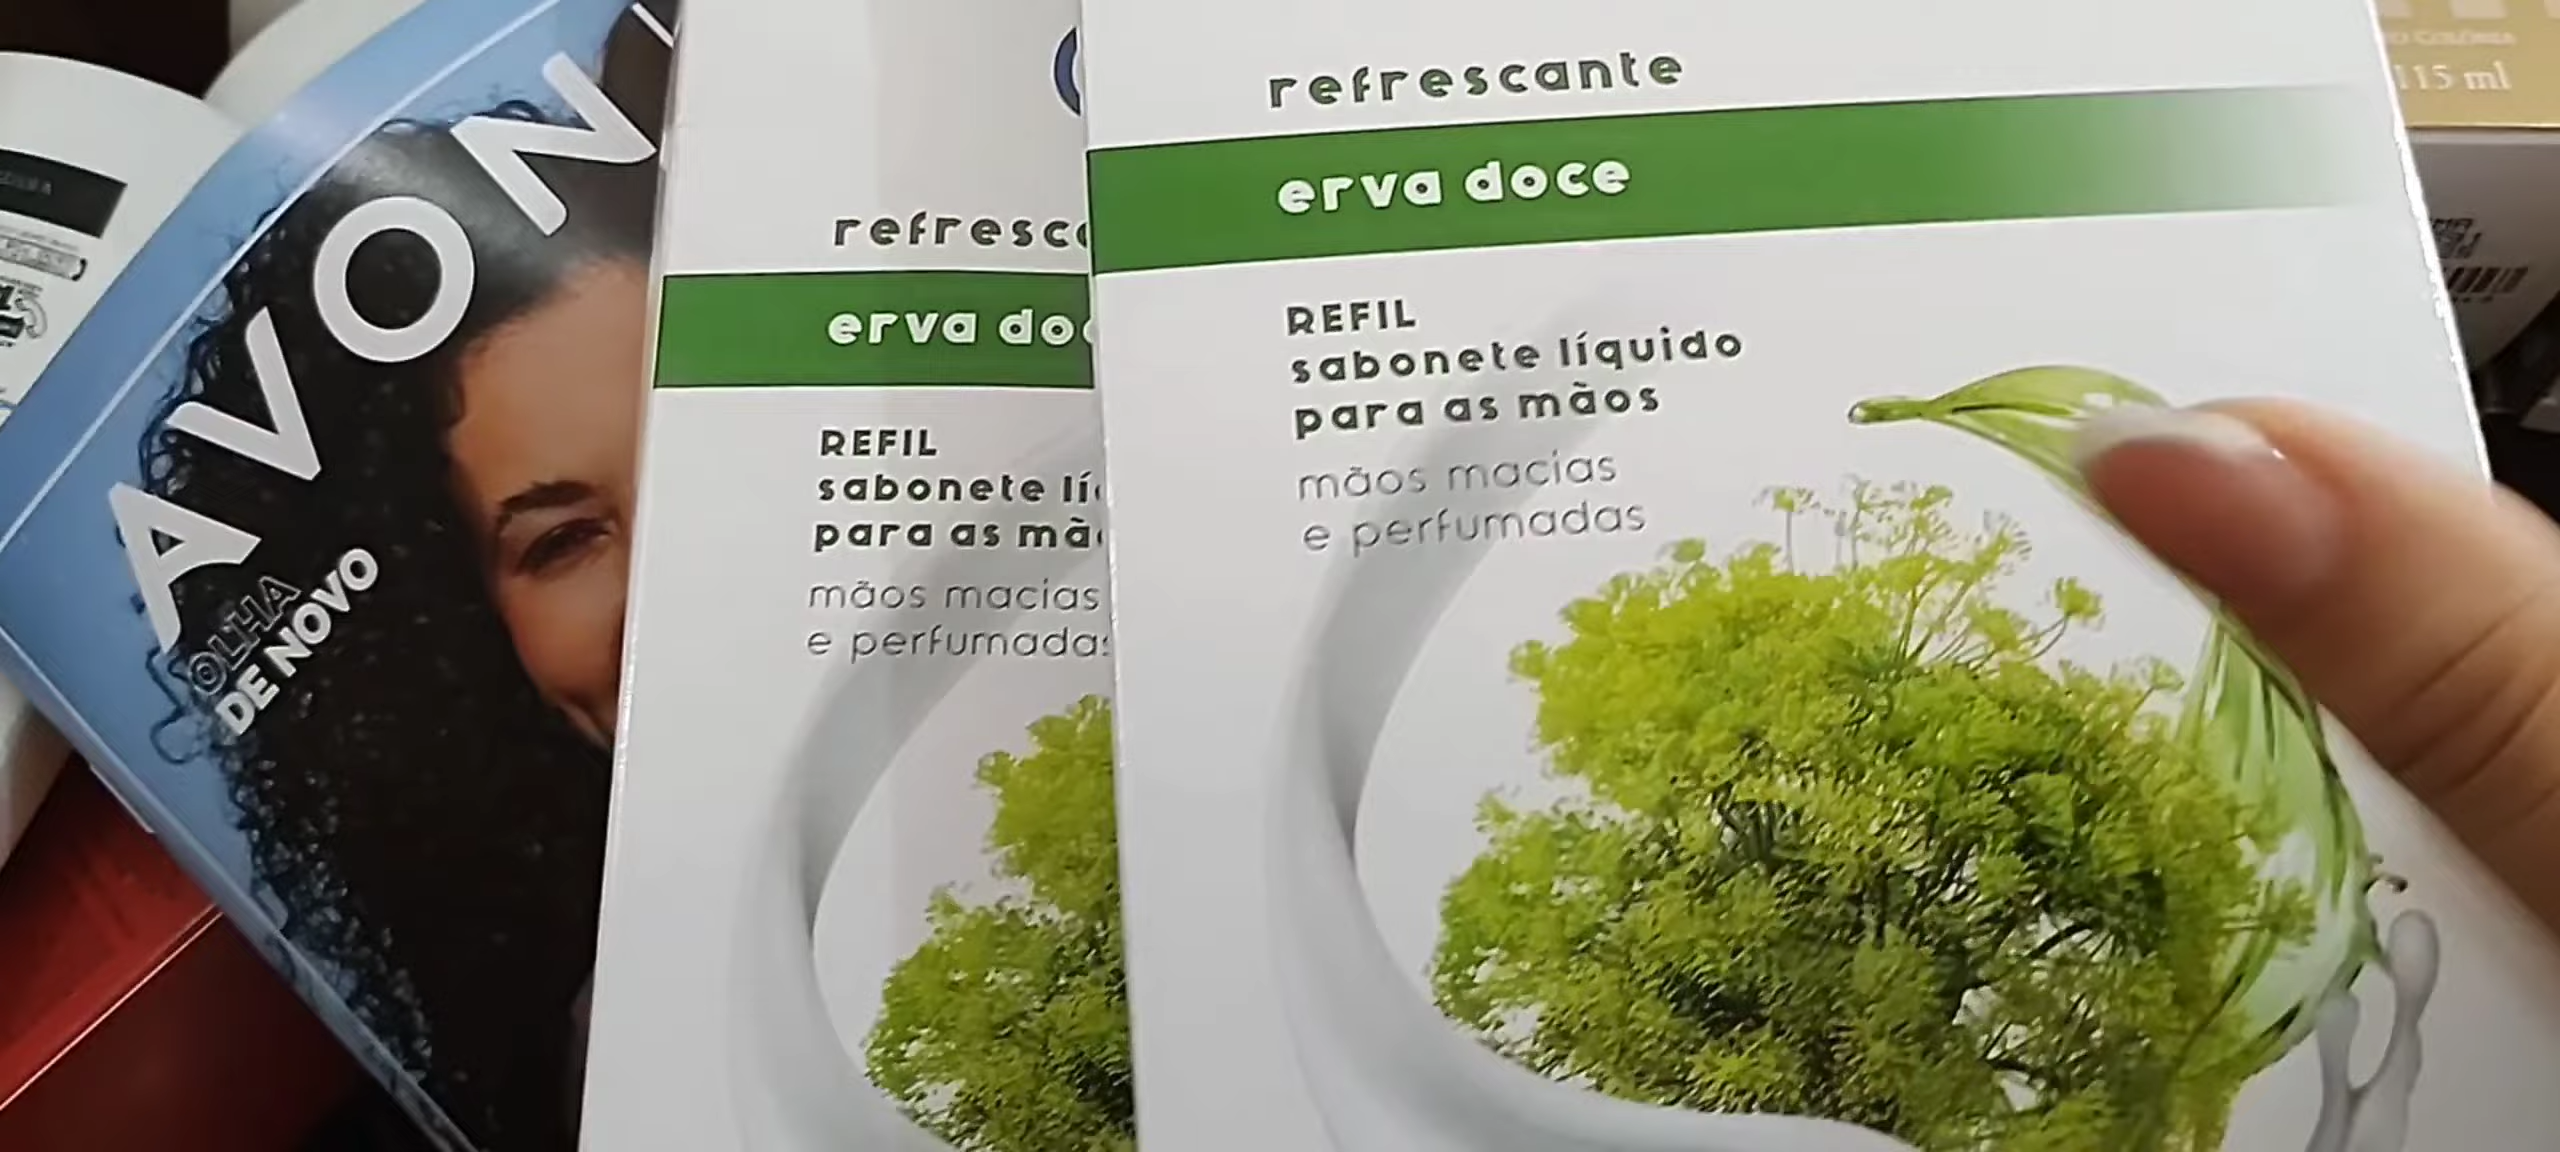 AVON
OLHA
DE NOVO
refresc
erva do
REFIL
sabonete lí
para as mã
mãos macias
e perfumadas
refrescante
erva doce
REFIL
sabonete líquido
para as mãos
mãos macias
e perfumadas
115 ml